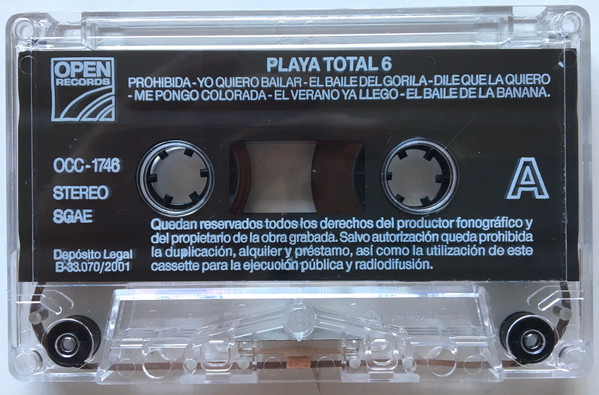 OPEN
RECORDS
PLAYA TOTAL 6
PROHIBIDA - YO QUIERO BAILAR - EL BAILE DEL GORILA - DILE QUE LA QUIERO
- ME PONGO COLORADA - EL VERANO YA LLEGO - EL BAILE DE LA BANANA.
OCC-1746
STEREO
SGAE
A
Depósito Legal
B-33.070/2001
Quedan reservados todos los derechos del productor fonográfico y
del propietario de la obra grabada. Salvo autorización queda prohibida
la duplicación, alquiler y préstamo, asi como la utilización de este
cassette para la ejecución pública y radiodifusión.